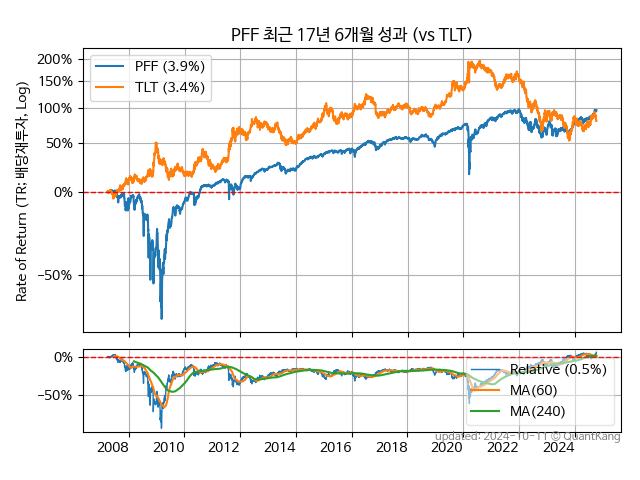 PFF 최근 17년 6개월 성과 (vs TLT)
Rate of Return (TR: 배당재투자, Log)
200%
150%
100%
50%
0%
−50%
PFF (3.9%)
TLT (3.4%)
0%
−50%
Relative (0.5%)
MA(60)
MA(240)
2008 2010 2012 2014 2016 2018 2020 2022 2024
updated: 2024-10-11 © QuantKang